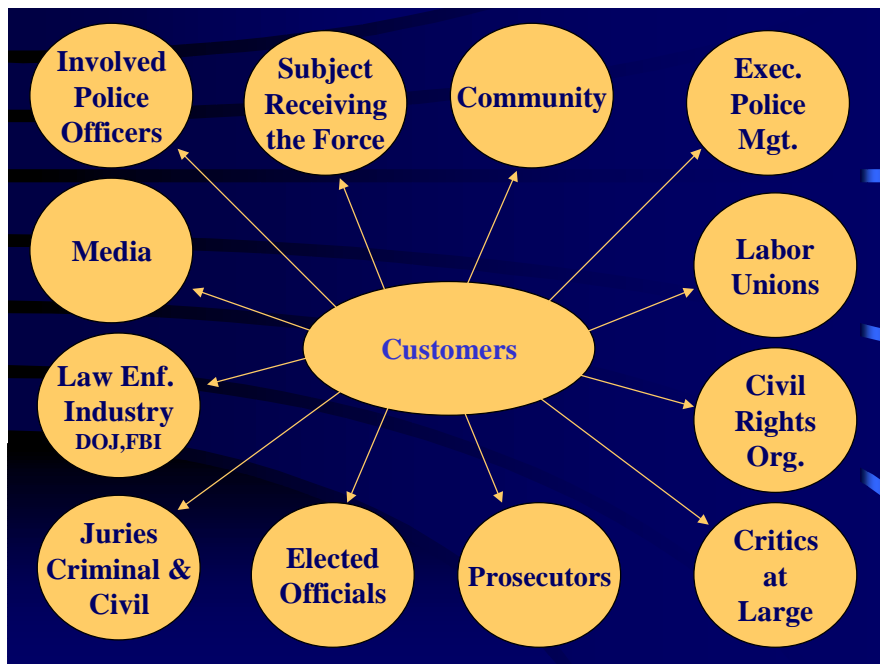 Involved
Police
Officers
Subject
Receiving
the Force
Community
Exec.
Police
Mgt.
Media
Labor
Unions
Customers
Law Enf.
Industry
DOJ,FBI
Civil
Rights
Org.
Juries
Criminal &
Civil
Elected
Officials
Prosecutors
Critics
at
Large